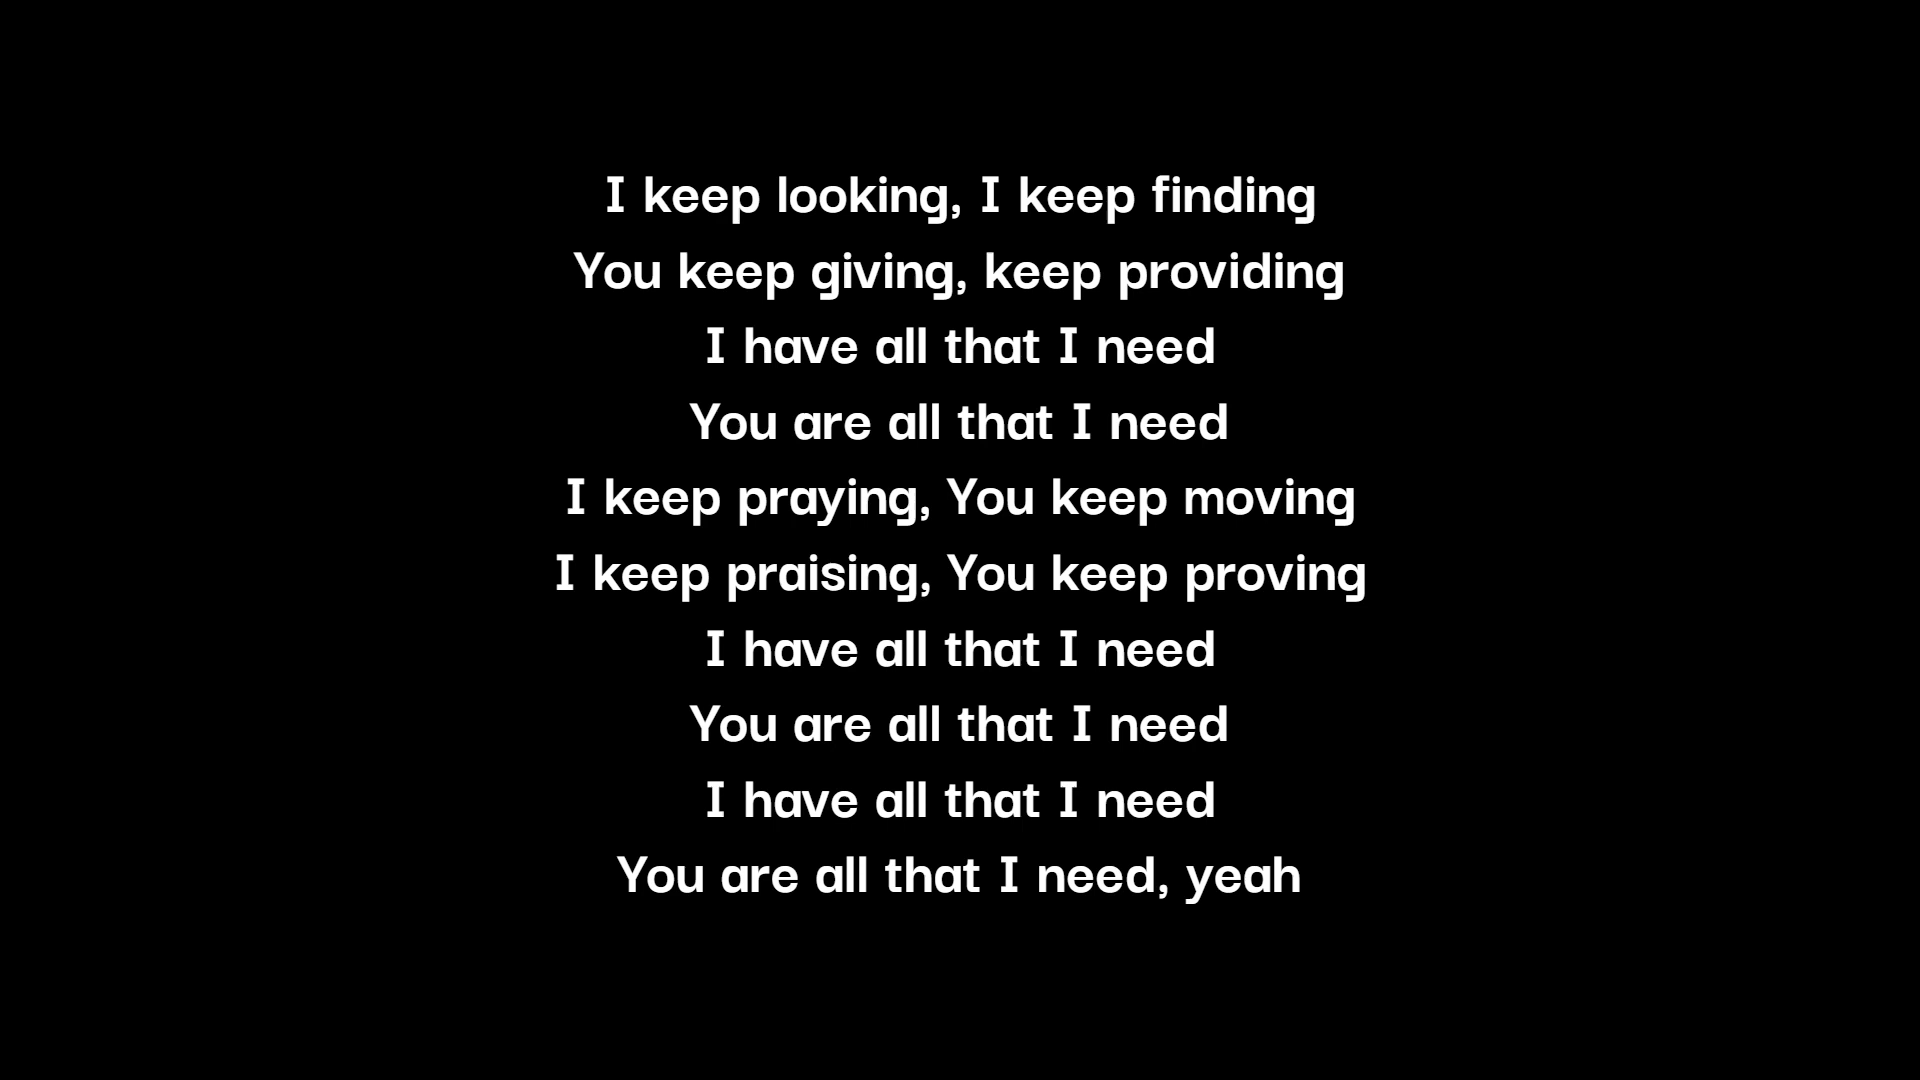 I keep looking, I keep finding
You keep giving, keep providing
I have all that I need
You are all that I need
I keep praying, You keep moving
I keep praising, You keep proving
I have all that I need
You are all that I need
I have all that I need
You are all that I need, yeah